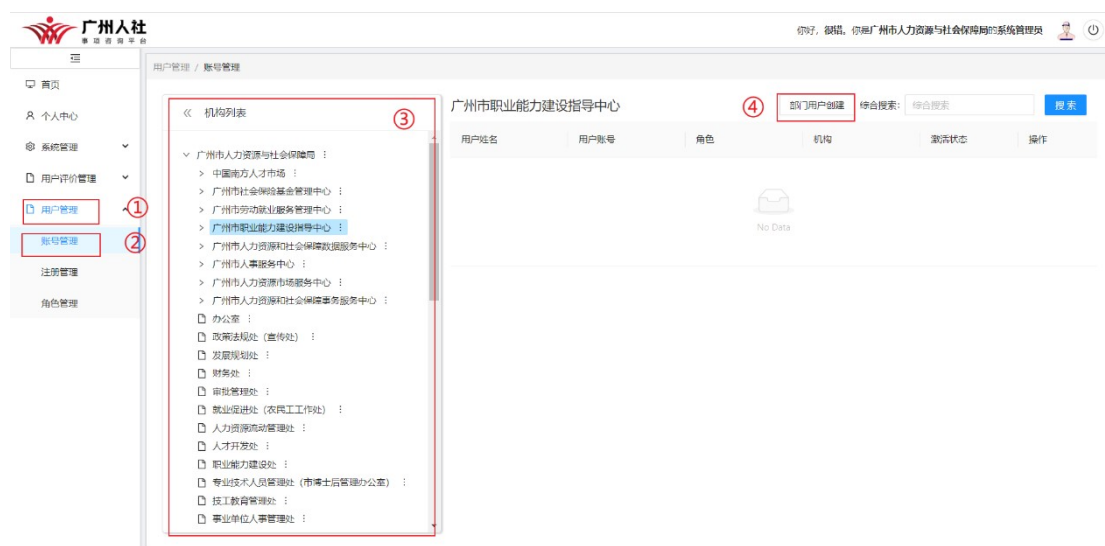 广州人社
事项咨询平台
你好，很错，你是广州市人力资源与社会保障局的系统管理员
用户管理 / 账号管理
首页
个人中心
系统管理
用户评价管理
用户管理
①
账号管理
②
注册管理
角色管理
« 机构列表
③
广州市人力资源与社会保障局
中国南方人才市场
广州市社会保险基金管理中心
广州市劳动就业服务管理中心
广州市职业能力建设指导中心
广州市人力资源和社会保障数据服务中心
广州市人事服务中心
广州市人力资源市场服务中心
广州市人力资源和社会保障事务服务中心
办公室
政策法规处（宣传处）
发展规划处
财务处
审批管理处
就业促进处（农民工工作处）
人力资源流动管理处
人才开发处
职业能力建设处
专业技术人员管理处（市博士后管理办公室）
技工教育管理处
事业单位人事管理处
广州市职业能力建设指导中心
④
部门用户创建 综合搜索: 综合搜索 搜索
用户姓名 用户账号 角色 机构 激活状态 操作
No Data